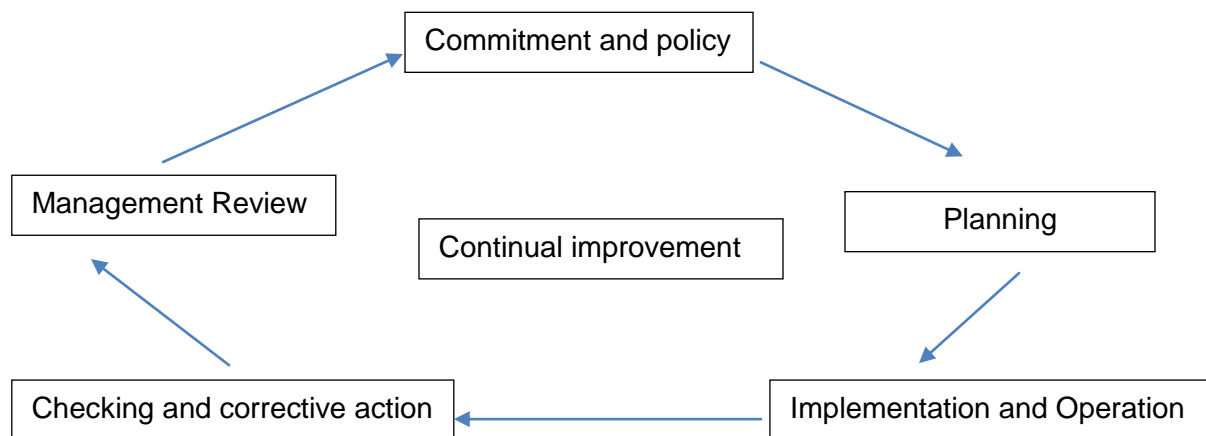 Commitment and policy
Management Review
Planning
Continual improvement
Checking and corrective action
Implementation and Operation